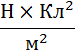 Н × Кл²
м²